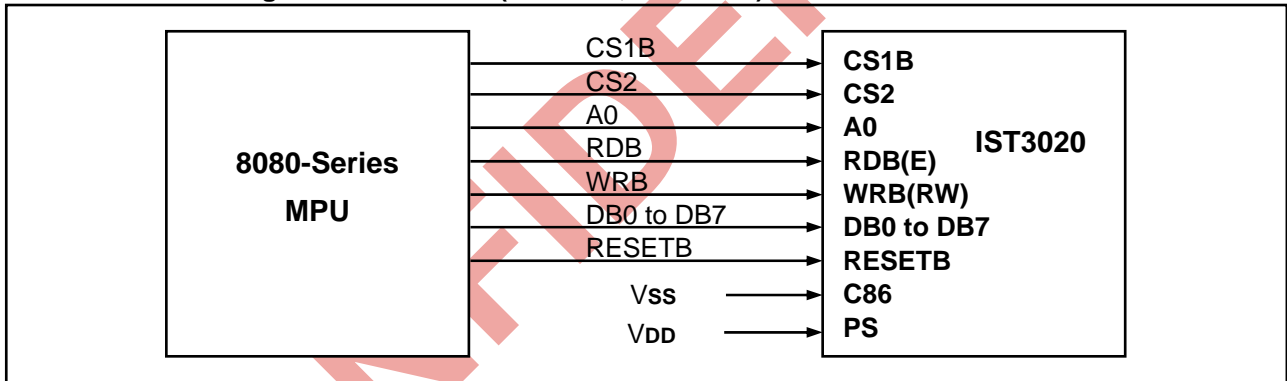 CS1B
CS2
A0
RDB
WRB
DB0 to DB7
RESETB
VSS
VDD
8080-Series
MPU
CS1B
CS2
A0
RDB(E)
WRB(RW)
DB0 to DB7
RESETB
C86
PS
IST3020